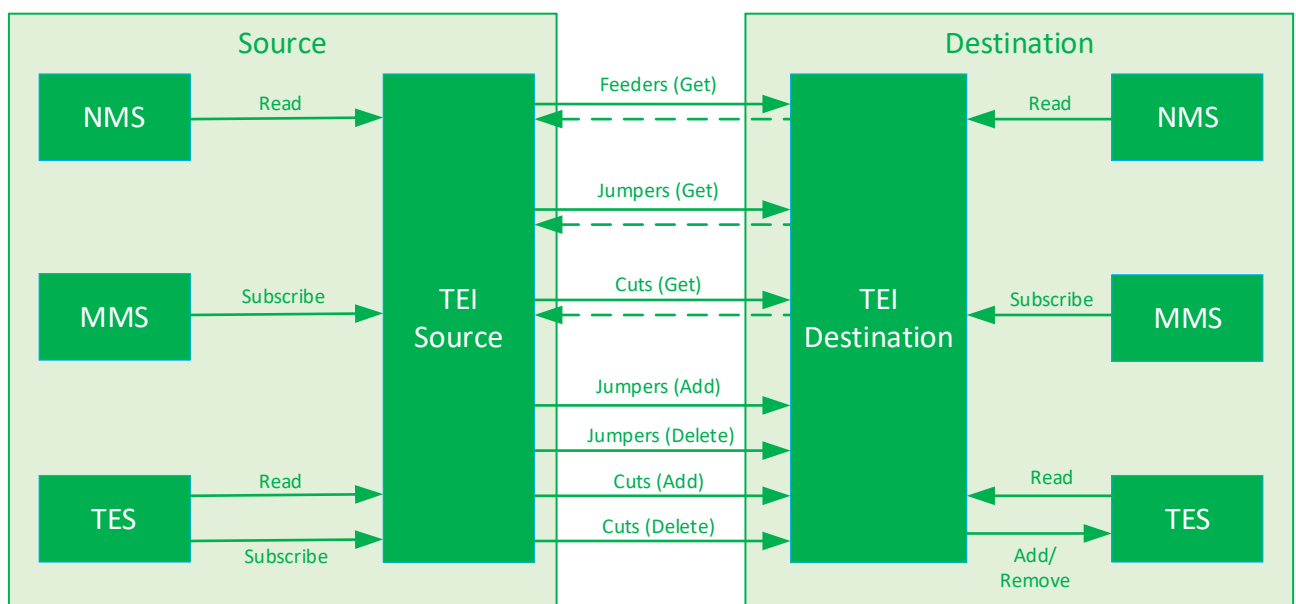 Source
Destination
NMS
Read
Feeders (Get)
Read
NMS
Jumpers (Get)
MMS
Subscribe
TEI
Source
Cuts (Get)
TEI
Destination
Subscribe
MMS
Jumpers (Add)
Jumpers (Delete)
TES
Read
Subscribe
Cuts (Add)
Cuts (Delete)
Read
Add/
Remove
TES